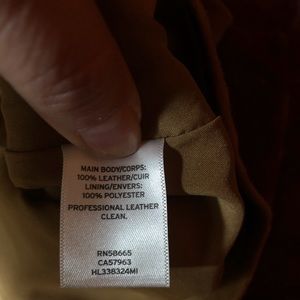 MAIN BODY/CORPS:
100% LEATHER/CUIR
LINING/ENVERS:
100% POLYESTER
PROFESSIONAL LEATHER
CLEAN.
RN58665
CA57963
HL338324MI